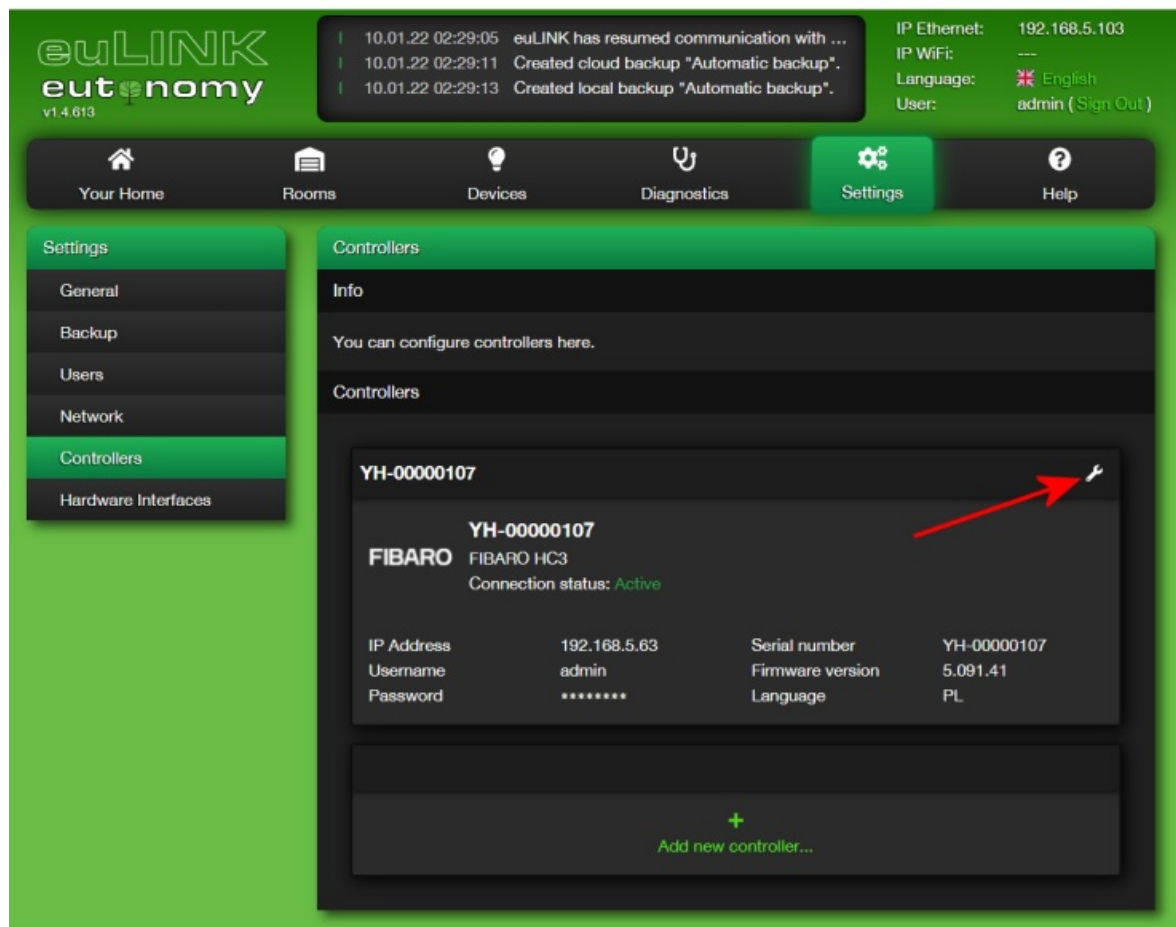 euLINK
eutonomy
v1.4.613
10.01.22 02:29:05 euLINK has resumed communication with ...
10.01.22 02:29:11 Created cloud backup "Automatic backup".
10.01.22 02:29:13 Created local backup "Automatic backup".
IP Ethernet: 192.168.5.103
IP WiFi: ---
Language: English
User: admin ( Sign Out )
Your Home Rooms Devices Diagnostics Settings Help
Settings
General
Backup
Users
Network
Controllers
Hardware Interfaces
Controllers
Info
You can configure controllers here.
Controllers
YH-00000107
YH-00000107
FIBARO FIBARO HC3
Connection status: Active
IP Address 192.168.5.63 Serial number YH-00000107
Username admin Firmware version 5.091.41
Password ******** Language PL
+
Add new controller...